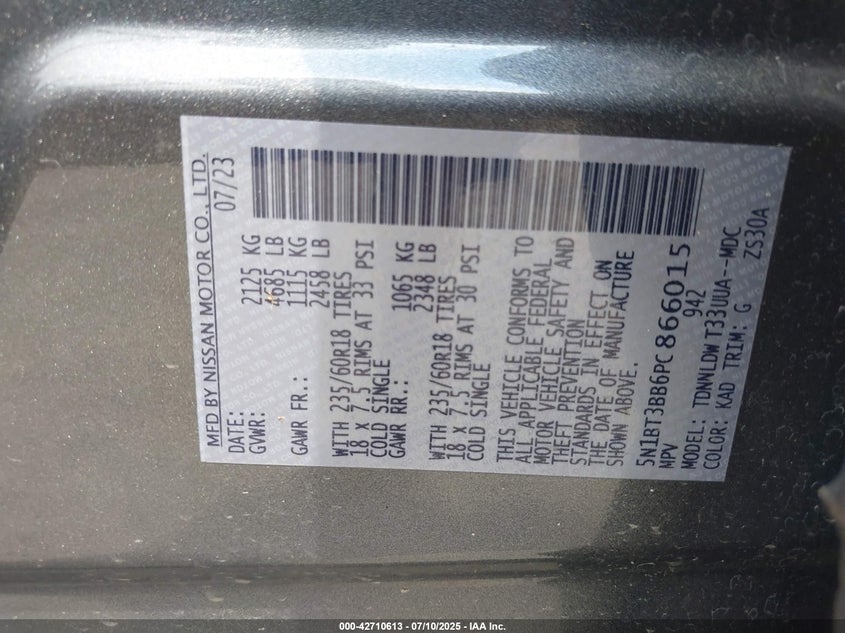 MFD BY NISSAN MOTOR CO., LTD.
DATE: 07/23
GVWR: 2125 KG
4685 LB
GAWR FR.: 1115 KG
2458 LB
WITH 235/60R18 TIRES
18 X 7.5 RIMS AT 33 PSI
COLD SINGLE
GAWR RR.: 1065 KG
2348 LB
WITH 235/60R18 TIRES
18 X 7.5 RIMS AT 30 PSI
COLD SINGLE
THIS VEHICLE CONFORMS TO
ALL APPLICABLE FEDERAL
MOTOR VEHICLE SAFETY AND
THEFT PREVENTION
STANDARDS IN EFFECT ON
THE DATE OF MANUFACTURE
SHOWN ABOVE.
5N1BT3BB6PC866015
MPV 942
MODEL: TDNNLDWT33UUA--MDC
COLOR: KAD TRIM: G ZS30A
000-42710613 - 07/10/2025 - IAA Inc.